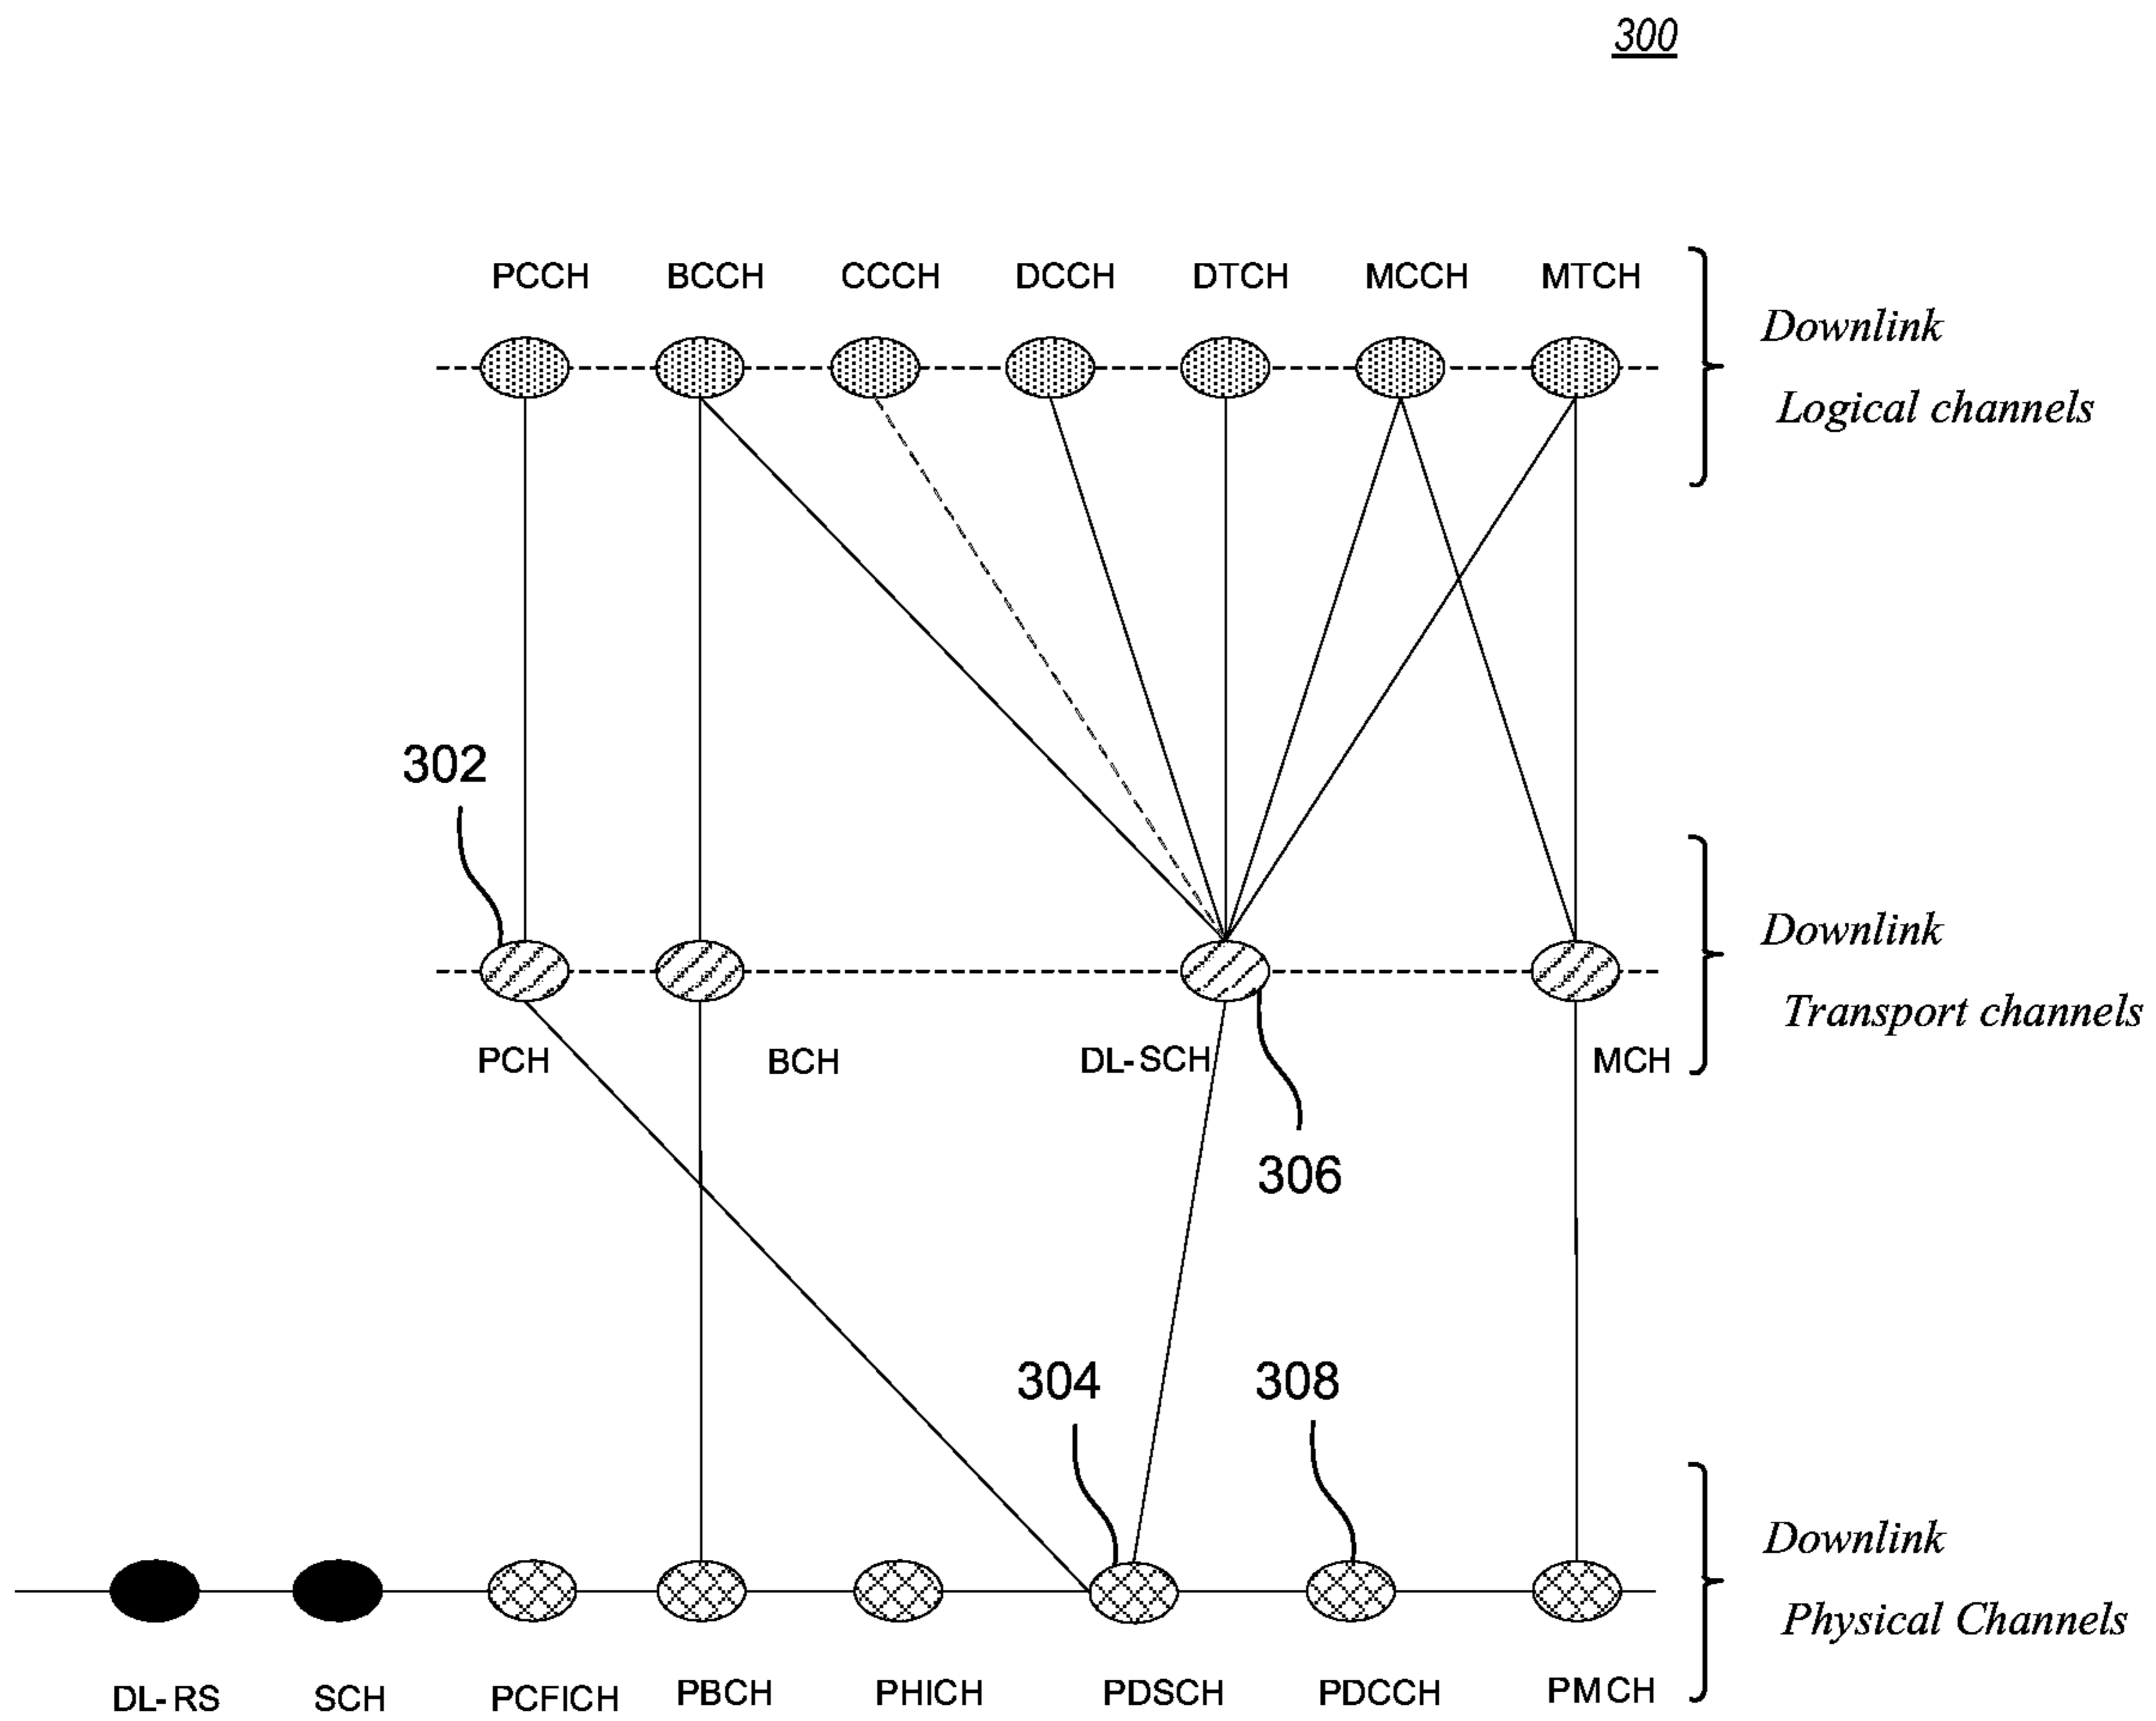 300
PCCH BCCH CCCH DCCH DTCH MCCH MTCH
Downlink
Logical channels
302
Downlink
Transport channels
PCH BCH DL-SCH MCH
306
304 308
Downlink
Physical Channels
DL-RS SCH PCFICH PBCH PHICH PDSCH PDCCH PMCH